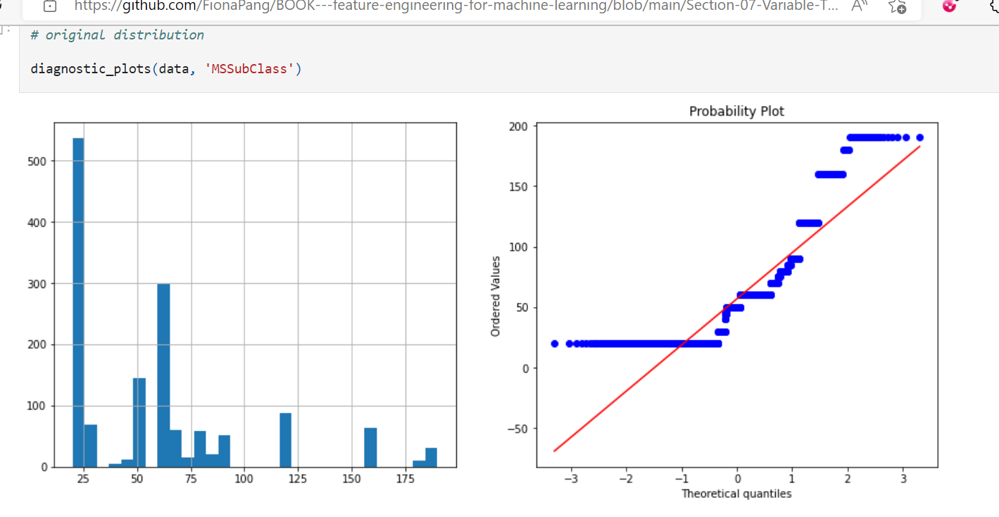 https://github.com/FionaPang/BOOK---feature-engineering-for-machine-learning/blob/main/Section-07-Variable-T...
# original distribution
diagnostic_plots(data, 'MSSubClass')
500
400
300
200
100
0
25 50 75 100 125 150 175
Probability Plot
Ordered Values
200
150
100
50
0
−50
−3 −2 −1 0 1 2 3
Theoretical quantiles